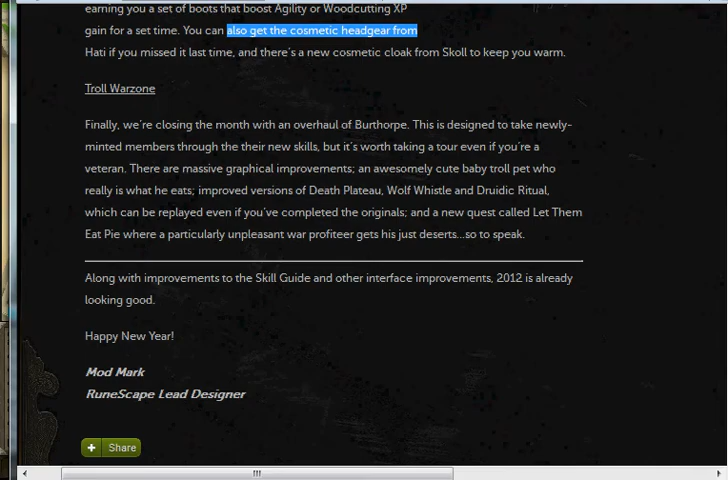 earning you a set of boots that boost Agility or Woodcutting XP
gain for a set time. You can also get the cosmetic headgear from
Hati if you missed it last time, and there's a new cosmetic cloak from Skoll to keep you warm.
Troll Warzone
Finally, we're closing the month with an overhaul of Burthorpe. This is designed to take newly-
minted members through the their new skills, but it's worth taking a tour even if you're a
veteran. There are massive graphical improvements; an awesomely cute baby troll pet who
really is what he eats; improved versions of Death Plateau, Wolf Whistle and Druidic Ritual,
which can be replayed even if you've completed the originals; and a new quest called Let Them
Eat Pie where a particularly unpleasant war profiteer gets his just deserts...so to speak.
Along with improvements to the Skill Guide and other interface improvements, 2012 is already
looking good.
Happy New Year!
Mod Mark
RuneScape Lead Designer
+ Share